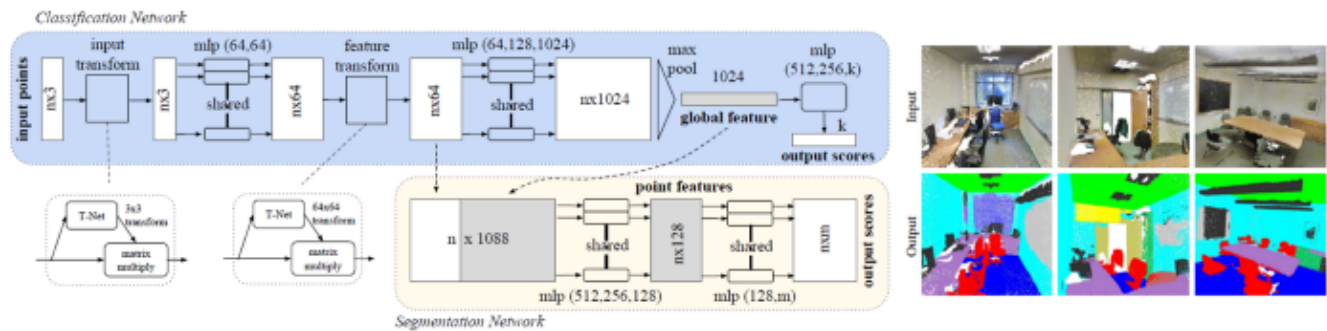 Classification Network
input points
nx3
input
transform
nx3
mlp (64,64)
shared
nx64
feature
transform
nx64
mlp (64,128,1024)
shared
nx1024
max
pool
1024
global feature
mlp
(512,256,k)
k
output scores
T-Net
3x3
transform
matrix
multiply
T-Net
64x64
transform
matrix
multiply
point features
n x 1088
shared
mlp (512,256,128)
nx128
shared
mlp (128,m)
nxm
output scores
Segmentation Network
Input
Output